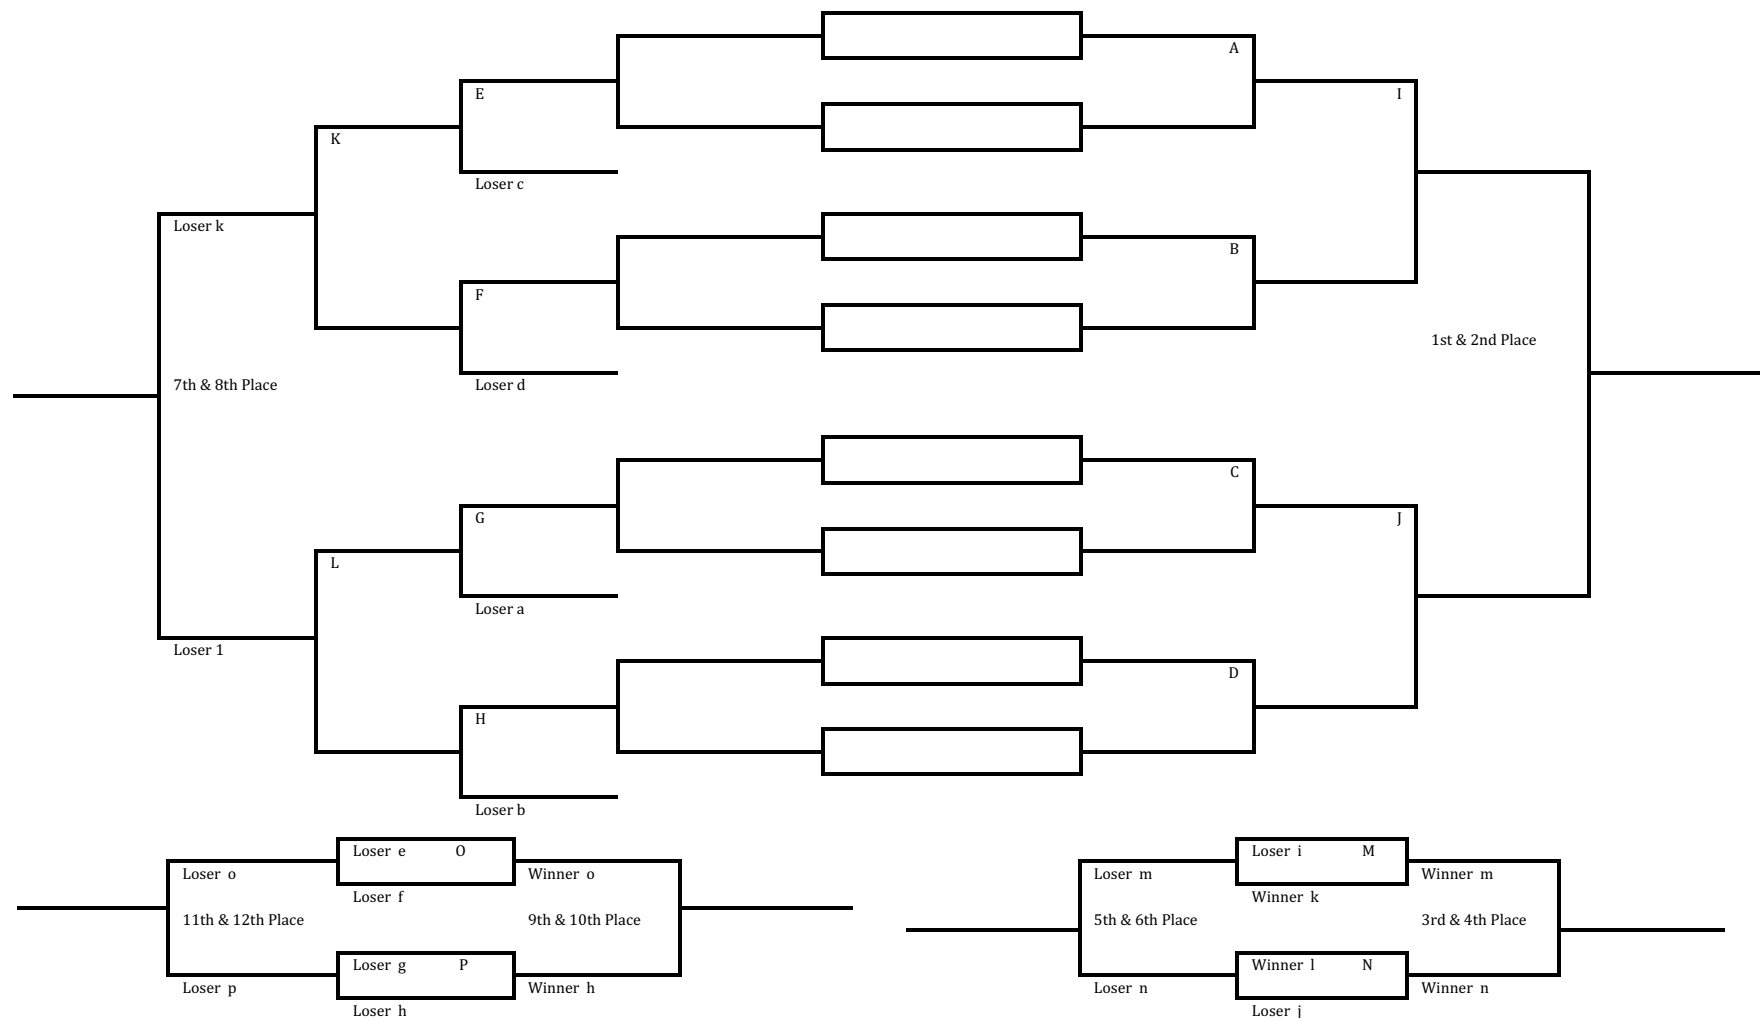 A
E
I
K
Loser c
Loser k
B
F
1st & 2nd Place
7th & 8th Place
Loser d
C
G
J
L
Loser a
Loser 1
D
H
Loser b
Loser e O
Loser o
Winner o
Loser f
11th & 12th Place
9th & 10th Place
Loser g P
Loser p
Winner h
Loser h
Loser i M
Loser m
Winner m
Winner k
5th & 6th Place
3rd & 4th Place
Winner l N
Loser n
Winner n
Loser j